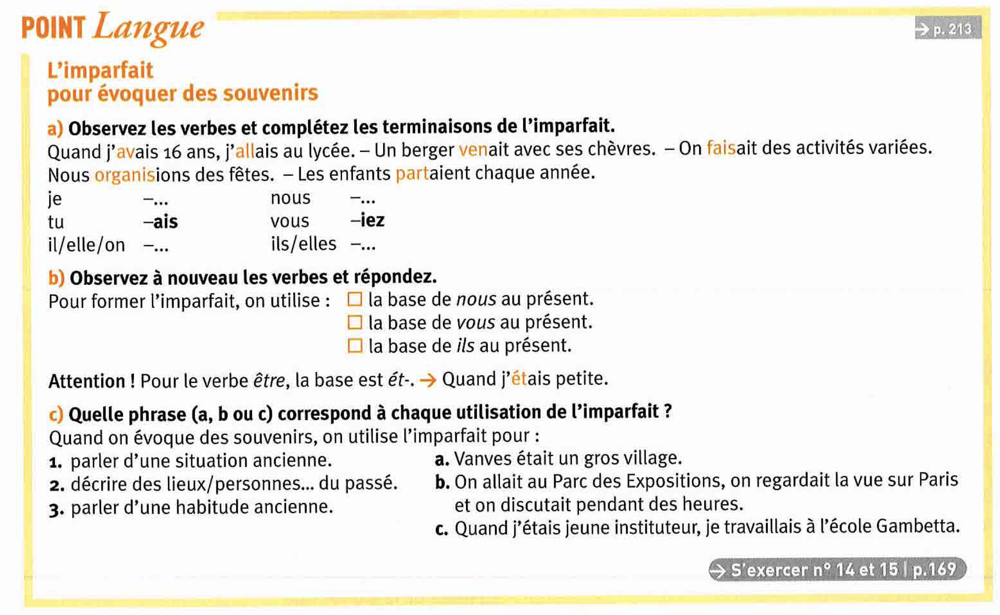 POINT Langue
→ p. 213
L'imparfait
pour évoquer des souvenirs
a) Observez les verbes et complétez les terminaisons de l'imparfait.
Quand j'avais 16 ans, j'allais au lycée. – Un berger venait avec ses chèvres. – On faisait des activités variées.
Nous organisions des fêtes. – Les enfants partaient chaque année.
je –... nous –...
tu –ais vous –iez
il/elle/on –... ils/elles –...
b) Observez à nouveau les verbes et répondez.
Pour former l'imparfait, on utilise : □ la base de nous au présent.
□ la base de vous au présent.
□ la base de ils au présent.
Attention ! Pour le verbe être, la base est ét-. → Quand j'étais petite.
c) Quelle phrase (a, b ou c) correspond à chaque utilisation de l'imparfait ?
Quand on évoque des souvenirs, on utilise l'imparfait pour :
1. parler d'une situation ancienne. a. Vanves était un gros village.
2. décrire des lieux/personnes... du passé. b. On allait au Parc des Expositions, on regardait la vue sur Paris
3. parler d'une habitude ancienne. et on discutait pendant des heures.
c. Quand j'étais jeune instituteur, je travaillais à l'école Gambetta.
→ S'exercer n° 14 et 15 | p.169